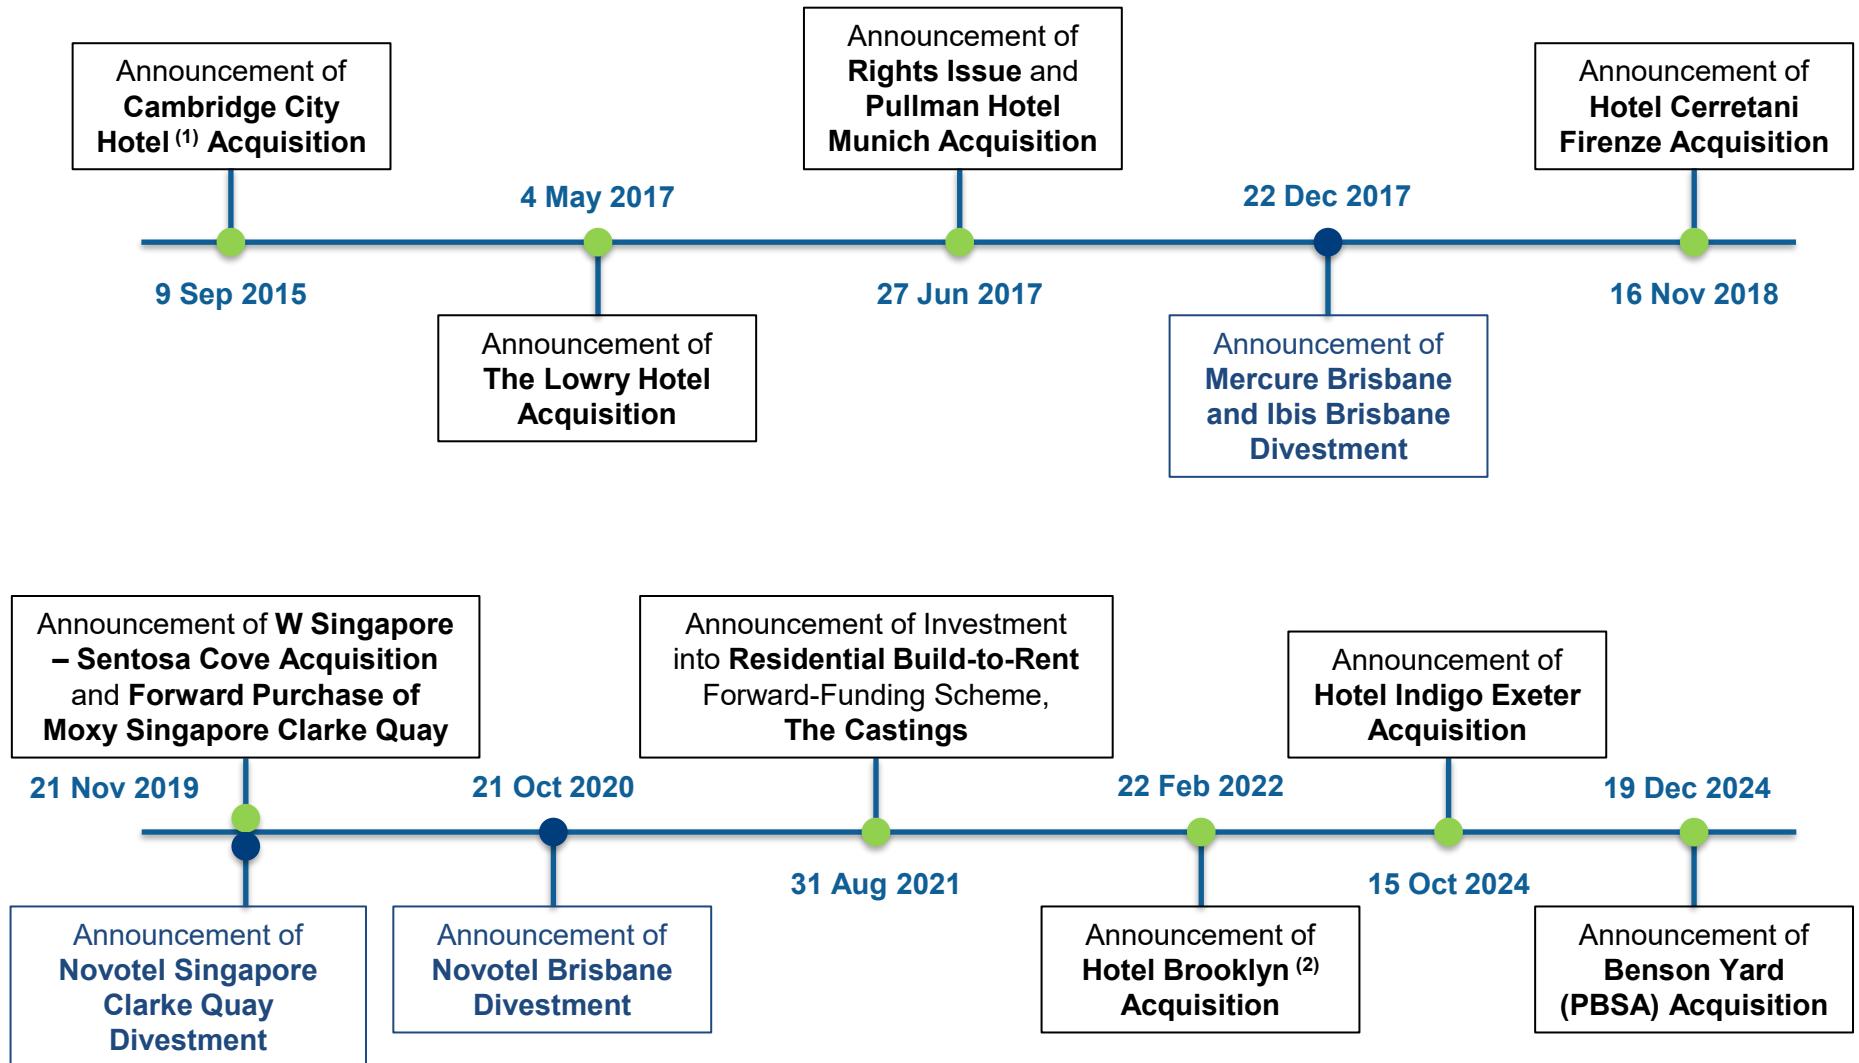 Announcement of
Cambridge City
Hotel (1) Acquisition
9 Sep 2015
4 May 2017
Announcement of
The Lowry Hotel
Acquisition
Announcement of
Rights Issue and
Pullman Hotel
Munich Acquisition
27 Jun 2017
22 Dec 2017
Announcement of
Mercure Brisbane
and Ibis Brisbane
Divestment
Announcement of
Hotel Cerretani
Firenze Acquisition
16 Nov 2018
Announcement of W Singapore
– Sentosa Cove Acquisition
and Forward Purchase of
Moxy Singapore Clarke Quay
21 Nov 2019
Announcement of
Novotel Singapore
Clarke Quay
Divestment
21 Oct 2020
Announcement of
Novotel Brisbane
Divestment
Announcement of Investment
into Residential Build-to-Rent
Forward-Funding Scheme,
The Castings
31 Aug 2021
22 Feb 2022
Announcement of
Hotel Brooklyn (2)
Acquisition
Announcement of
Hotel Indigo Exeter
Acquisition
15 Oct 2024
19 Dec 2024
Announcement of
Benson Yard
(PBSA) Acquisition